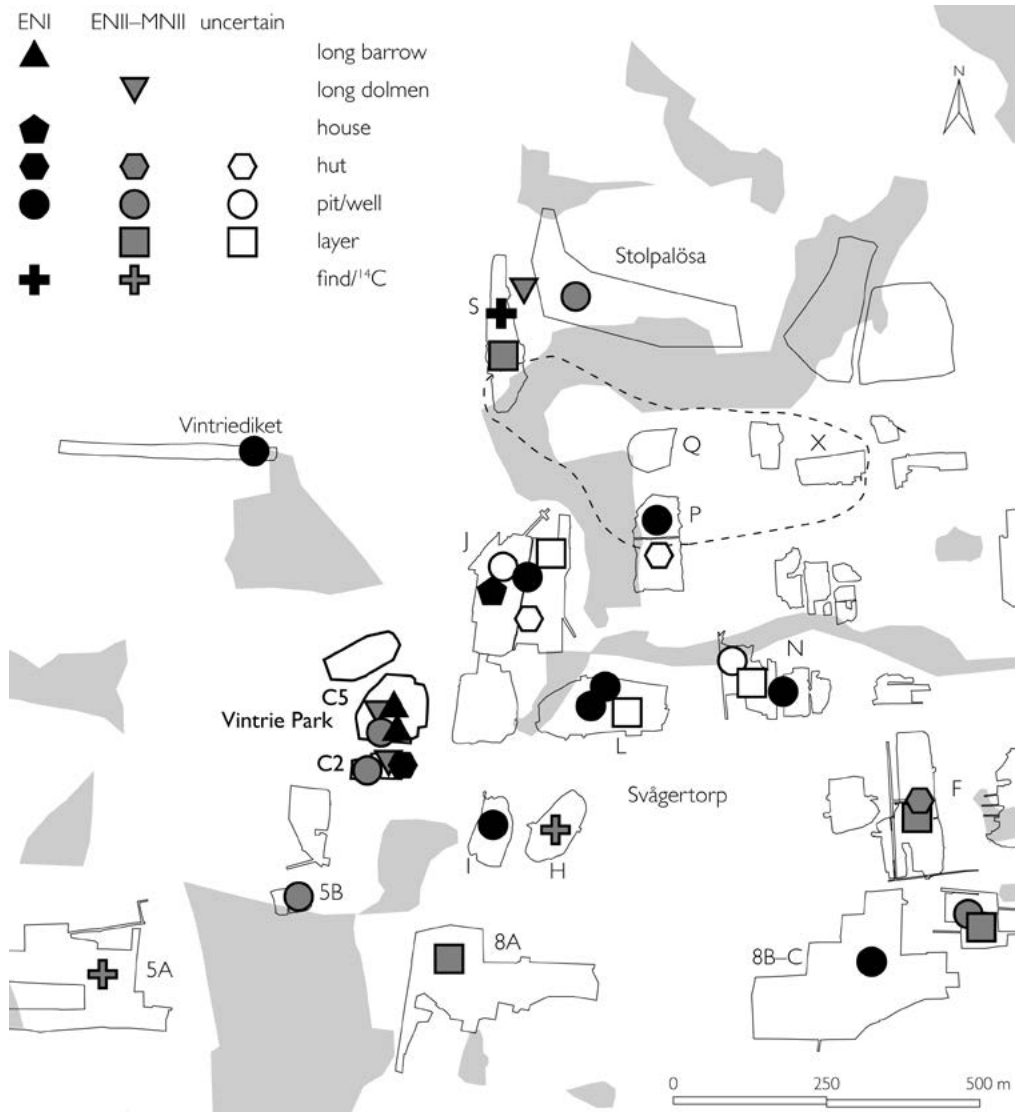 ENI ENII–MNII uncertain
long barrow
long dolmen
house
hut
pit/well
layer
find/¹⁴C
N
Stolpalösa
S
Vintriediket
Q
X
P
J
N
C5
Vintrie Park
L
C2
Svågertorp
F
I
H
5B
8A
8B–C
5A
0 250 500 m